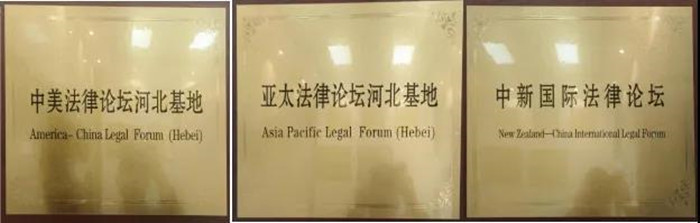 中美法律论坛河北基地
America- China Legal Forum (Hebei)
亚太法律论坛河北基地
Asia Pacific Legal Forum (Hebei)
中新国际法律论坛
New Zealand—China International Legal Forum